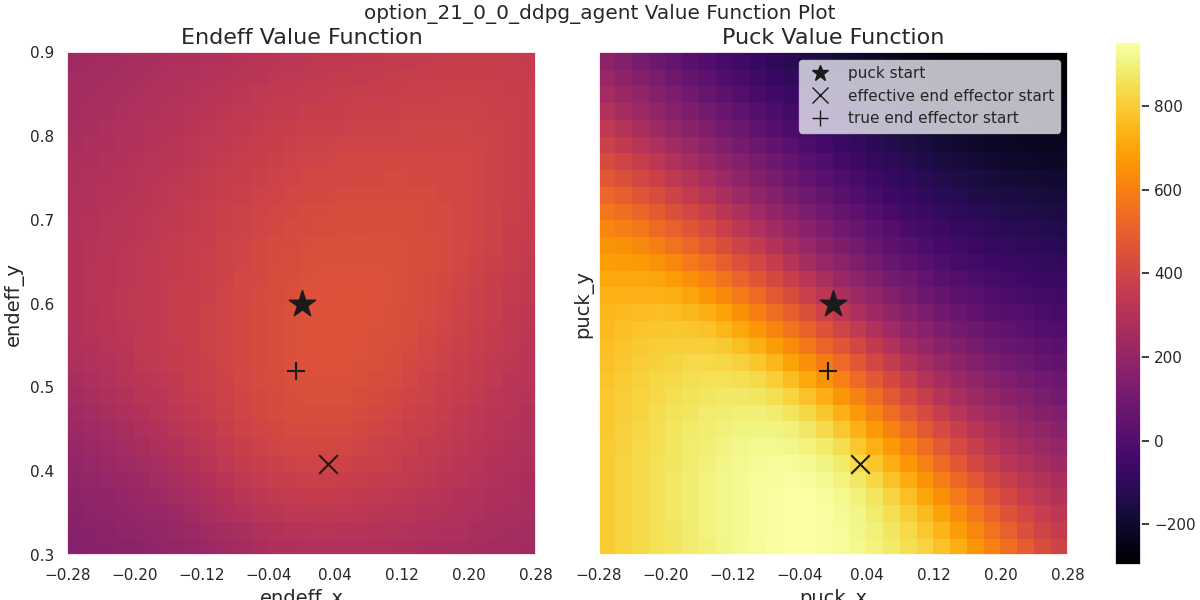 option_21_0_0_ddpg_agent Value Function Plot
Endeff Value Function
Puck Value Function
puck start
effective end effector start
true end effector start
endeff_y
0.9
0.8
0.7
0.6
0.5
0.4
0.3
−0.28 −0.20 −0.12 −0.04 0.04 0.12 0.20 0.28
endeff_x
puck_y
−0.28 −0.20 −0.12 −0.04 0.04 0.12 0.20 0.28
puck_x
800
600
400
200
0
−200